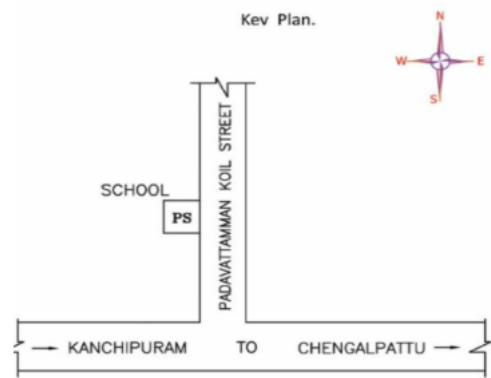 Kev Plan.
N
W E
S
SCHOOL
PS
PADAVATTAMMAN KOIL STREET
KANCHIPURAM TO CHENGALPATTU